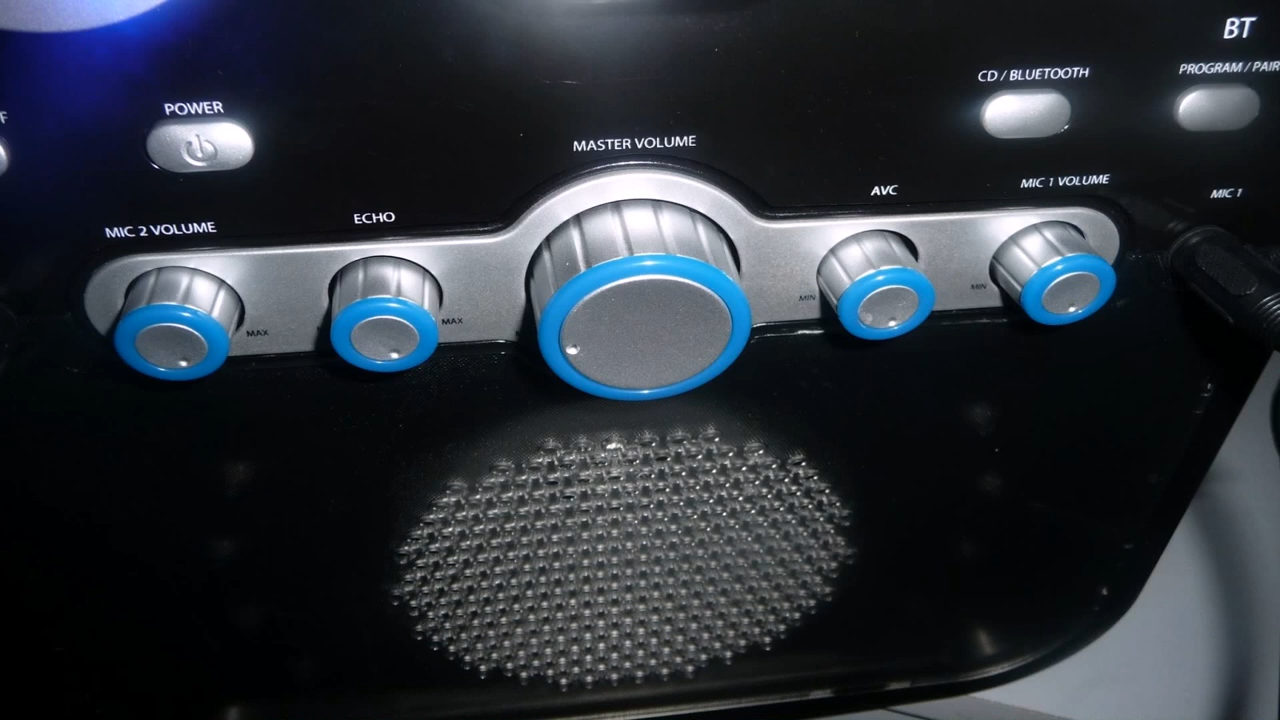 BT
CD / BLUETOOTH
PROGRAM / PAIR
F
POWER
MASTER VOLUME
MIC 2 VOLUME
ECHO
AVC
MIC 1 VOLUME
MIC 1
MAX
MAX
MIN
MIN